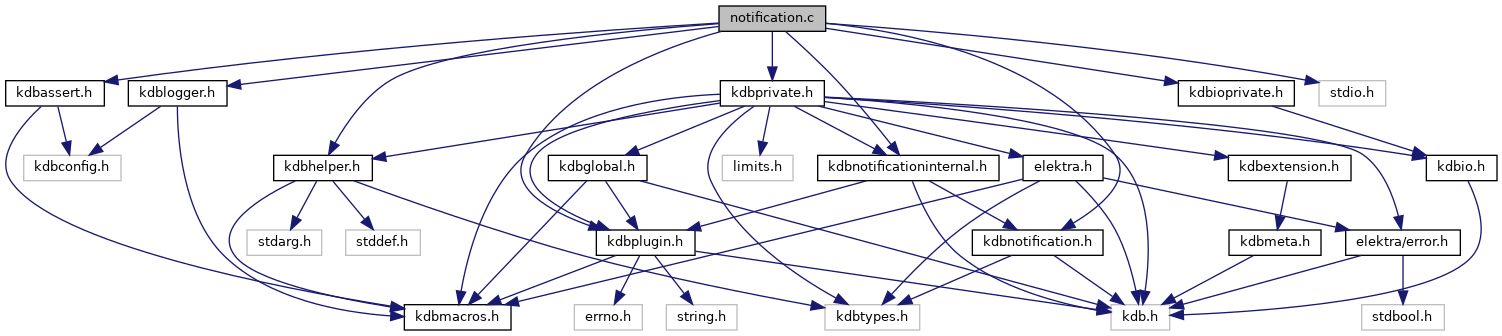 notification.c
kdbassert.h
kdblogger.h
kdbprivate.h
kdbioprivate.h
stdio.h
kdbconfig.h
kdbhelper.h
kdbglobal.h
limits.h
kdbnotificationinternal.h
elektra.h
kdbextension.h
kdbio.h
stdarg.h
stddef.h
kdbplugin.h
kdbnotification.h
kdbmeta.h
elektra/error.h
kdbmacros.h
errno.h
string.h
kdbtypes.h
kdb.h
stdbool.h